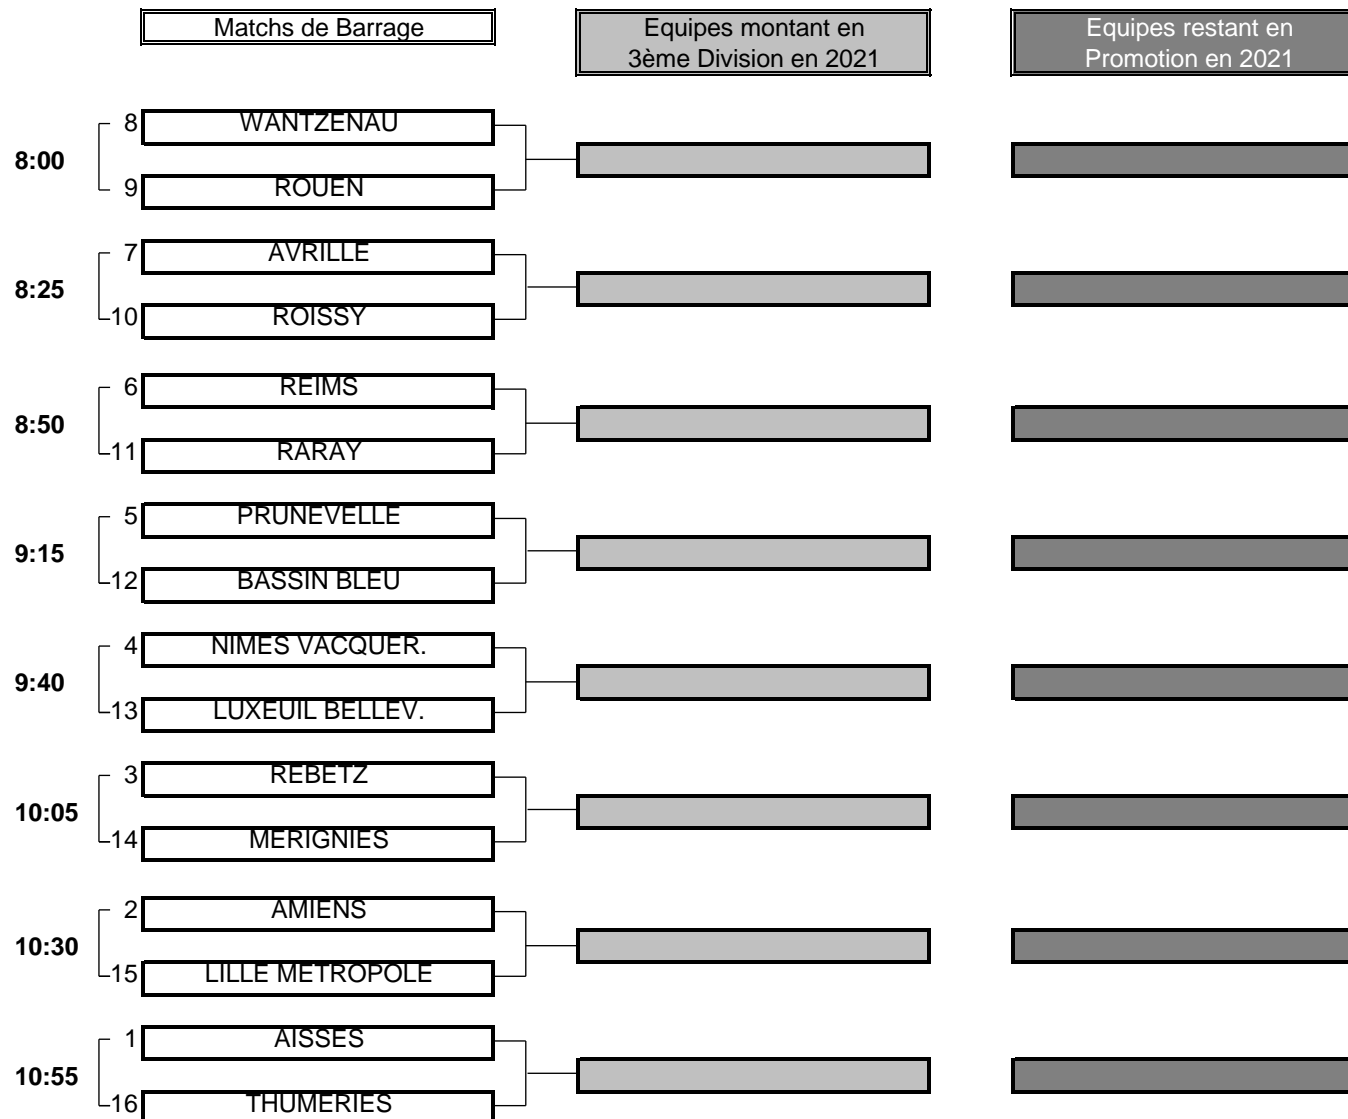 Matchs de Barrage
Equipes montant en
3ème Division en 2021
Equipes restant en
Promotion en 2021
8 WANTZENAU
8:00
9 ROUEN
7 AVRILLE
8:25
10 ROISSY
6 REIMS
8:50
11 RARAY
5 PRUNEVELLE
9:15
12 BASSIN BLEU
4 NIMES VACQUER.
9:40
13 LUXEUIL BELLEV.
3 REBETZ
10:05
14 MERIGNIES
2 AMIENS
10:30
15 LILLE METROPOLE
1 AISSES
10:55
16 THUMERIES